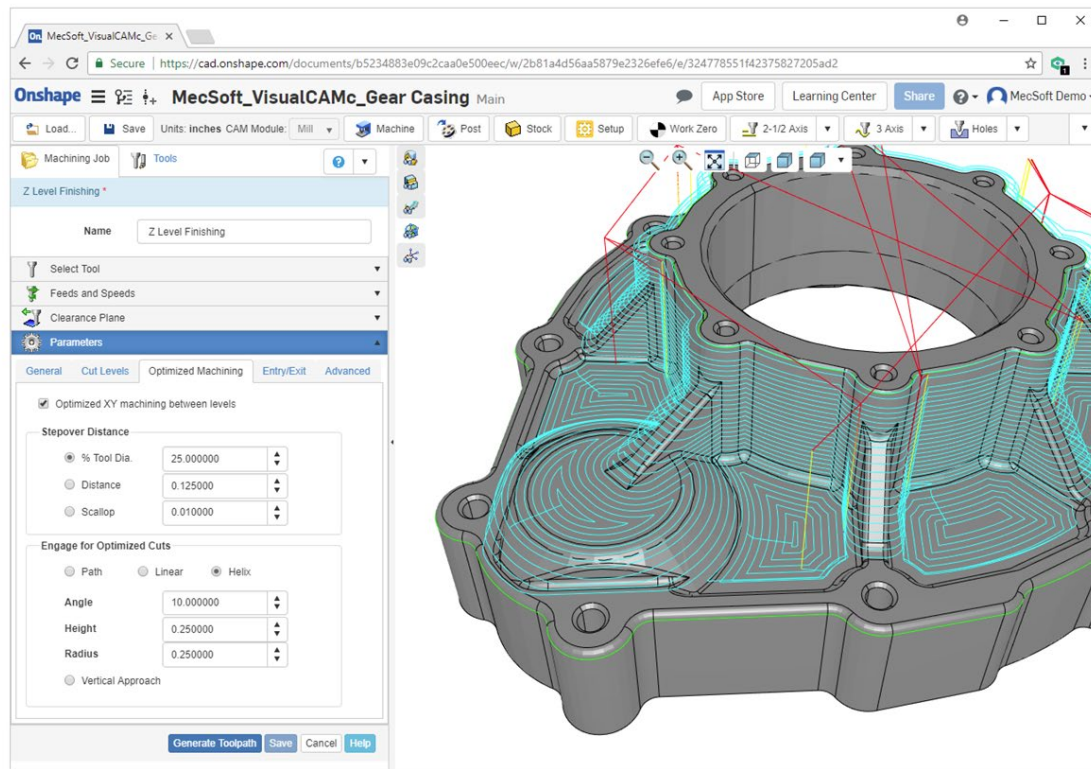 On MecSoft_VisualCAMc_Ge
Secure https://cad.onshape.com/documents/b5234883e09c2caa0e500eec/w/2b81a4d56aa5879e2326efe6/e/324778551f42375827205ad2
1
Onshape MecSoft_VisualCAMc_Gear Casing Main App Store Learning Center Share MecSoft Demo
Load... Save Units: inches CAM Module: Mill Machine Post Stock Setup Work Zero 2-1/2 Axis 3 Axis Holes
Machining Job Tools
Z Level Finishing *
Name Z Level Finishing
Select Tool
Feeds and Speeds
Clearance Plane
Parameters
General Cut Levels Optimized Machining Entry/Exit Advanced
Optimized XY machining between levels
Stepover Distance
% Tool Dia. 25.000000
Distance 0.125000
Scallop 0.010000
Engage for Optimized Cuts
Path Linear Helix
Angle 10.000000
Height 0.250000
Radius 0.250000
Vertical Approach
Generate Toolpath Save Cancel Help